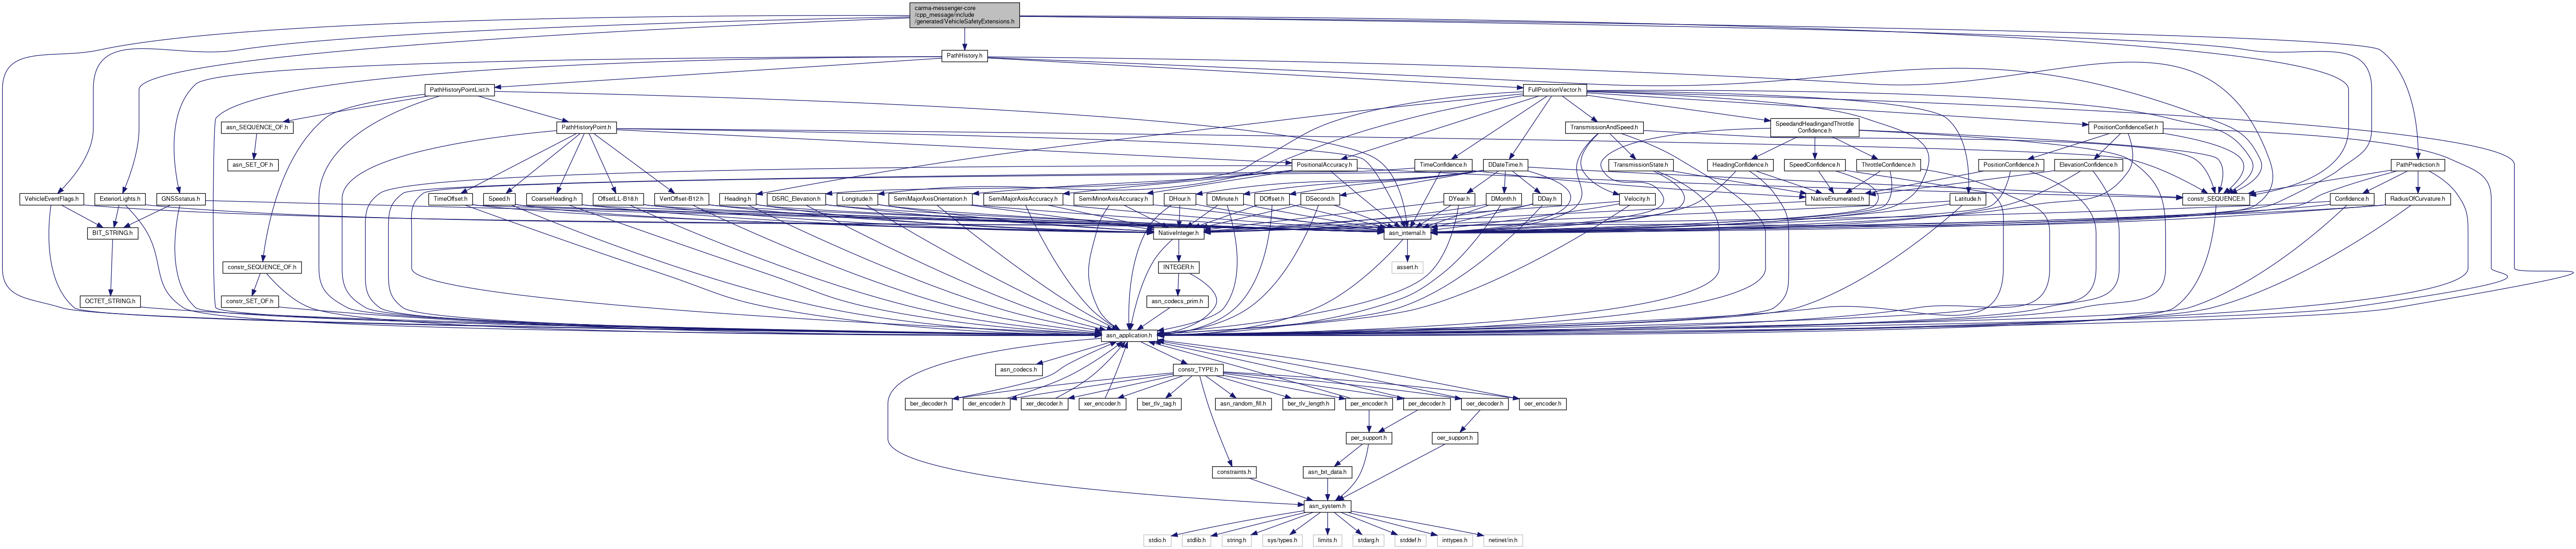 carma-messenger-core
/cpp_message/include
/generated/VehicleSafetyExtensions.h
PathHistory.h
PathHistoryPointList.h
FullPositionVector.h
asn_SEQUENCE_OF.h
PathHistoryPoint.h
TransmissionAndSpeed.h
SpeedandHeadingandThrottle
Confidence.h
PositionConfidenceSet.h
asn_SET_OF.h
PositionalAccuracy.h
TimeConfidence.h
DDateTime.h
TransmissionState.h
HeadingConfidence.h
SpeedConfidence.h
ThrottleConfidence.h
PositionConfidence.h
ElevationConfidence.h
PathPrediction.h
VehicleEventFlags.h
ExteriorLights.h
GNSSstatus.h
TimeOffset.h
Speed.h
CoarseHeading.h
OffsetLL-B18.h
VertOffset-B12.h
Heading.h
DSRC_Elevation.h
Longitude.h
SemiMajorAxisOrientation.h
SemiMajorAxisAccuracy.h
SemiMinorAxisAccuracy.h
DHour.h
DMinute.h
DOffset.h
DSecond.h
DYear.h
DMonth.h
DDay.h
Velocity.h
NativeEnumerated.h
Latitude.h
constr_SEQUENCE.h
Confidence.h
RadiusOfCurvature.h
BIT_STRING.h
NativeInteger.h
asn_internal.h
constr_SEQUENCE_OF.h
INTEGER.h
assert.h
OCTET_STRING.h
constr_SET_OF.h
asn_codecs_prim.h
asn_application.h
asn_codecs.h
constr_TYPE.h
ber_decoder.h
der_encoder.h
xer_decoder.h
xer_encoder.h
ber_tlv_tag.h
asn_random_fill.h
ber_tlv_length.h
per_encoder.h
per_decoder.h
oer_decoder.h
oer_encoder.h
per_support.h
oer_support.h
constraints.h
asn_bit_data.h
asn_system.h
stdio.h
stdlib.h
string.h
sys/types.h
limits.h
stdarg.h
stddef.h
inttypes.h
netinet/in.h